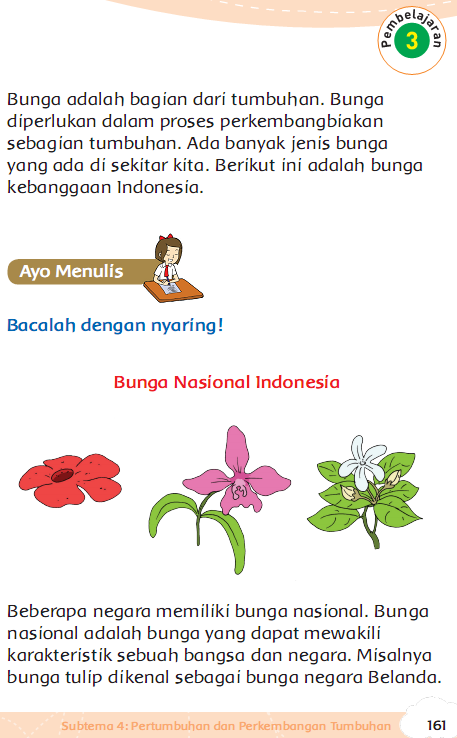 Pembelajaran
3
Bunga adalah bagian dari tumbuhan. Bunga
diperlukan dalam proses perkembangbiakan
sebagian tumbuhan. Ada banyak jenis bunga
yang ada di sekitar kita. Berikut ini adalah bunga
kebanggaan Indonesia.
Ayo Menulis
Bacalah dengan nyaring!
Bunga Nasional Indonesia
Beberapa negara memiliki bunga nasional. Bunga
nasional adalah bunga yang dapat mewakili
karakteristik sebuah bangsa dan negara. Misalnya
bunga tulip dikenal sebagai bunga negara Belanda.
Subtema 4: Pertumbuhan dan Perkembangan Tumbuhan
161